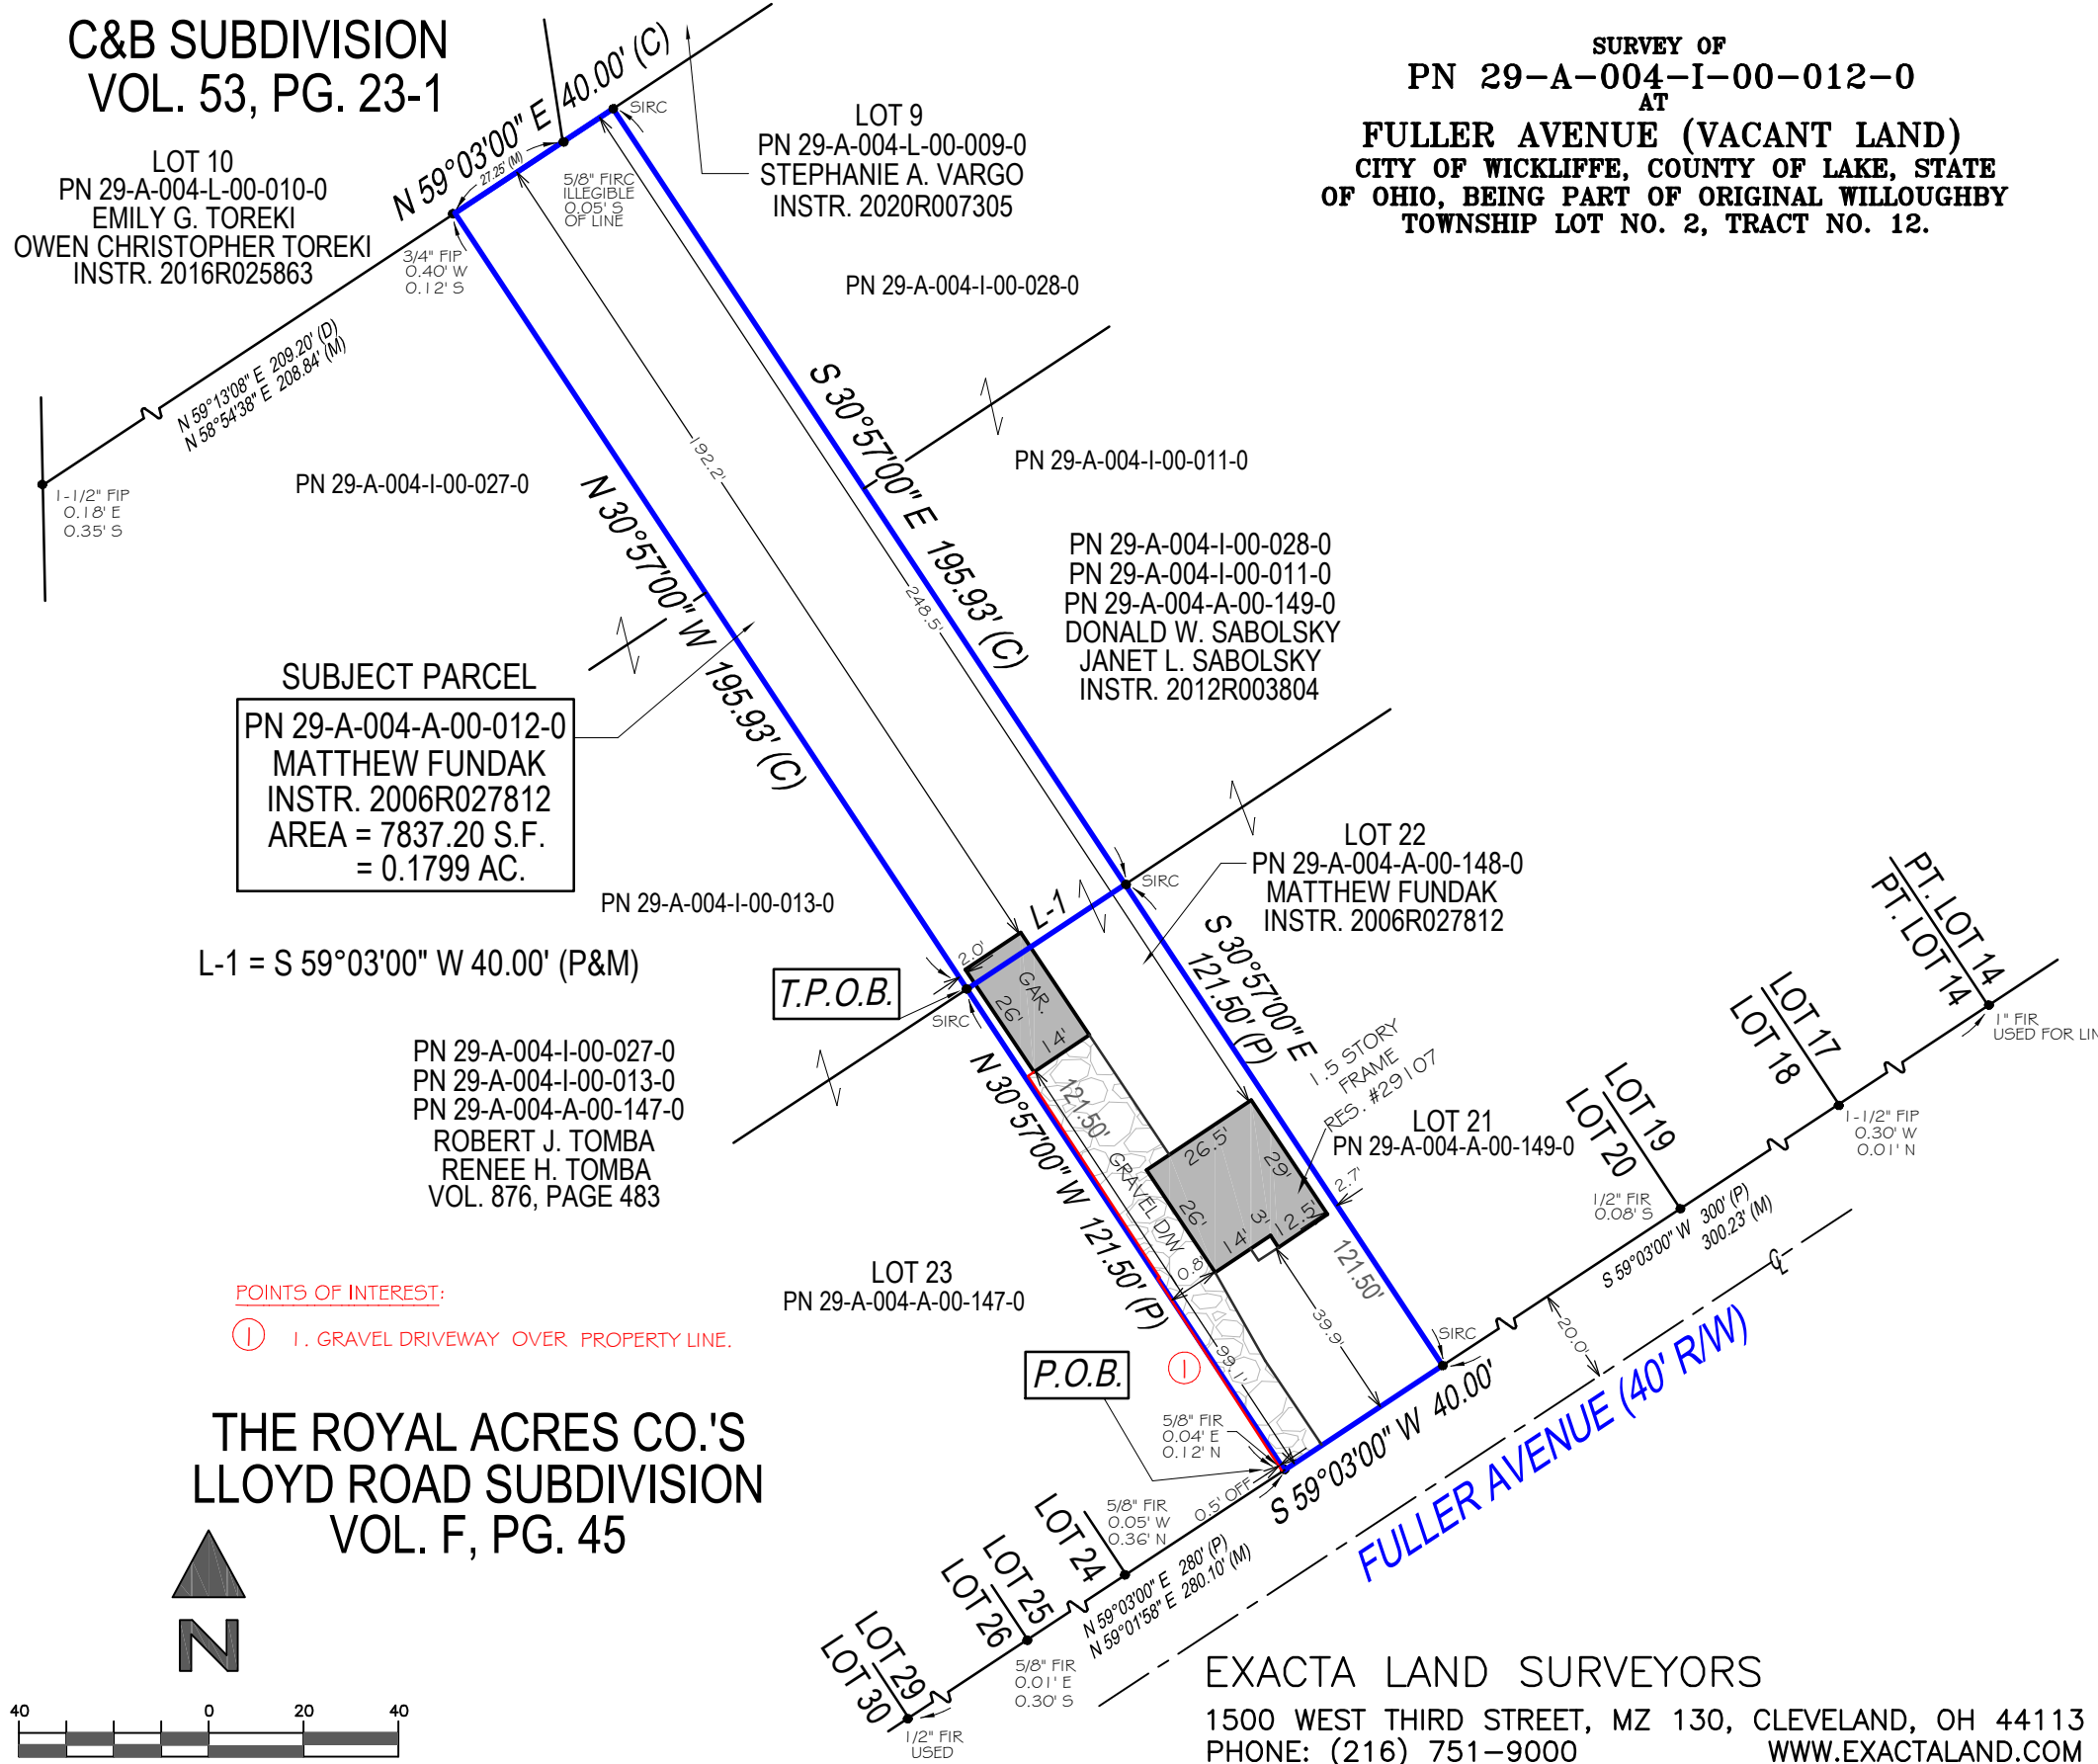 C&B SUBDIVISION
VOL. 53, PG. 23-1
SURVEY OF
PN 29-A-004-I-00-012-0
AT
FULLER AVENUE (VACANT LAND)
CITY OF WICKLIFFE, COUNTY OF LAKE, STATE
OF OHIO, BEING PART OF ORIGINAL WILLOUGHBY
TOWNSHIP LOT NO. 2, TRACT NO. 12.
LOT 10
PN 29-A-004-L-00-010-0
EMILY G. TOREKI
OWEN CHRISTOPHER TOREKI
INSTR. 2016R025863
N 59°03'00" E 40.00' (C)
27.25' (M)
SIRC
5/8" FIRC
ILLEGIBLE
0.05' S
OF LINE
3/4" FIP
0.40' W
0.12' S
LOT 9
PN 29-A-004-L-00-009-0
STEPHANIE A. VARGO
INSTR. 2020R007305
PN 29-A-004-I-00-028-0
N 59°13'08" E 209.20' (D)
N 58°54'38" E 208.84' (M)
1-1/2" FIP
0.18' E
0.35' S
PN 29-A-004-I-00-027-0
192.2'
S 30°57'00" E 195.93' (C)
PN 29-A-004-I-00-011-0
N 30°57'00" W 195.93' (C)
248.5'
PN 29-A-004-I-00-028-0
PN 29-A-004-I-00-011-0
PN 29-A-004-A-00-149-0
DONALD W. SABOLSKY
JANET L. SABOLSKY
INSTR. 2012R003804
SUBJECT PARCEL
PN 29-A-004-A-00-012-0
MATTHEW FUNDAK
INSTR. 2006R027812
AREA = 7837.20 S.F.
= 0.1799 AC.
PN 29-A-004-I-00-013-0
L-1 = S 59°03'00" W 40.00' (P&M)
L-1
SIRC
LOT 22
PN 29-A-004-A-00-148-0
MATTHEW FUNDAK
INSTR. 2006R027812
T.P.O.B.
SIRC
2.0'
GAR.
26'
14'
S 30°57'00" E
121.50' (P)
PT. LOT 14
PT. LOT 14
1" FIR
USED FOR LIN
LOT 17
LOT 18
1-1/2" FIP
0.30' W
0.01' N
LOT 19
LOT 20
1/2" FIR
0.08' S
PN 29-A-004-I-00-027-0
PN 29-A-004-I-00-013-0
PN 29-A-004-A-00-147-0
ROBERT J. TOMBA
RENEE H. TOMBA
VOL. 876, PAGE 483
121.50'
GRAVEL D/W
N 30°57'00" W 121.50' (P)
1.5 STORY
FRAME
RES. #29107
26.5'
29'
26'
14'
3'
12.5'
0.8'
2.7'
121.50'
39.9'
99.1'
LOT 21
PN 29-A-004-A-00-149-0
S 59°03'00" W 300' (P)
300.23' (M)
LOT 23
PN 29-A-004-A-00-147-0
POINTS OF INTEREST:
1 1. GRAVEL DRIVEWAY OVER PROPERTY LINE.
1
P.O.B.
SIRC
20.0'
CL
5/8" FIR
0.04' E
0.12' N
S 59°03'00" W 40.00'
FULLER AVENUE (40' R/W)
THE ROYAL ACRES CO.'S
LLOYD ROAD SUBDIVISION
VOL. F, PG. 45
0.5' OFF
5/8" FIR
0.05' W
0.36' N
LOT 24
LOT 25
LOT 26
N 59°03'00" E 280' (P)
N 59°01'58" E 280.10' (M)
5/8" FIR
0.01' E
0.30' S
LOT 29
LOT 30
1/2" FIR
USED
N
40 0 20 40
EXACTA LAND SURVEYORS
1500 WEST THIRD STREET, MZ 130, CLEVELAND, OH 44113
PHONE: (216) 751-9000 WWW.EXACTALAND.COM